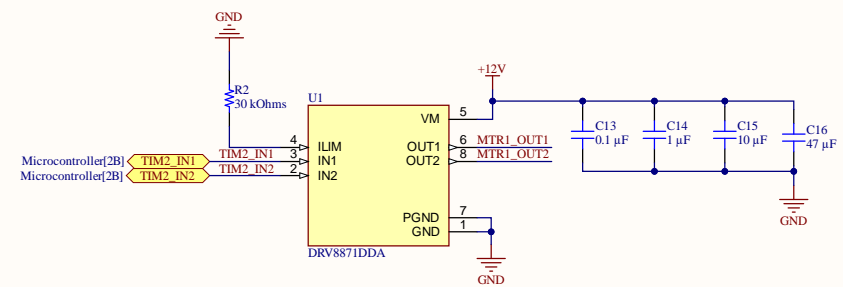 GND
R2
30 kOhms
U1
+12V
VM
5
4
ILIM
OUT1
6
MTR1_OUT1
Microcontroller[2B]
TIM2_IN1
TIM2_IN1
3
IN1
OUT2
8
MTR1_OUT2
Microcontroller[2B]
TIM2_IN2
TIM2_IN2
2
IN2
C13
0.1 µF
C14
1 µF
C15
10 µF
C16
47 µF
PGND
7
GND
1
DRV8871DDA
GND
GND